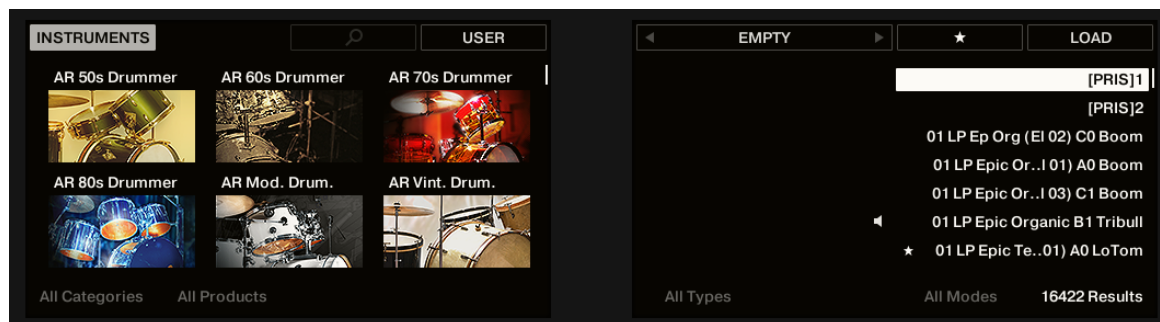 INSTRUMENTS
USER
AR 50s Drummer
AR 60s Drummer
AR 70s Drummer
AR 80s Drummer
AR Mod. Drum.
AR Vint. Drum.
All Categories
All Products
EMPTY
★
LOAD
[PRIS]1
[PRIS]2
01 LP Ep Org (El 02) C0 Boom
01 LP Epic Or..l 01) A0 Boom
01 LP Epic Or..l 03) C1 Boom
01 LP Epic Organic B1 Tribull
★ 01 LP Epic Te..01) A0 LoTom
All Types
All Modes
16422 Results